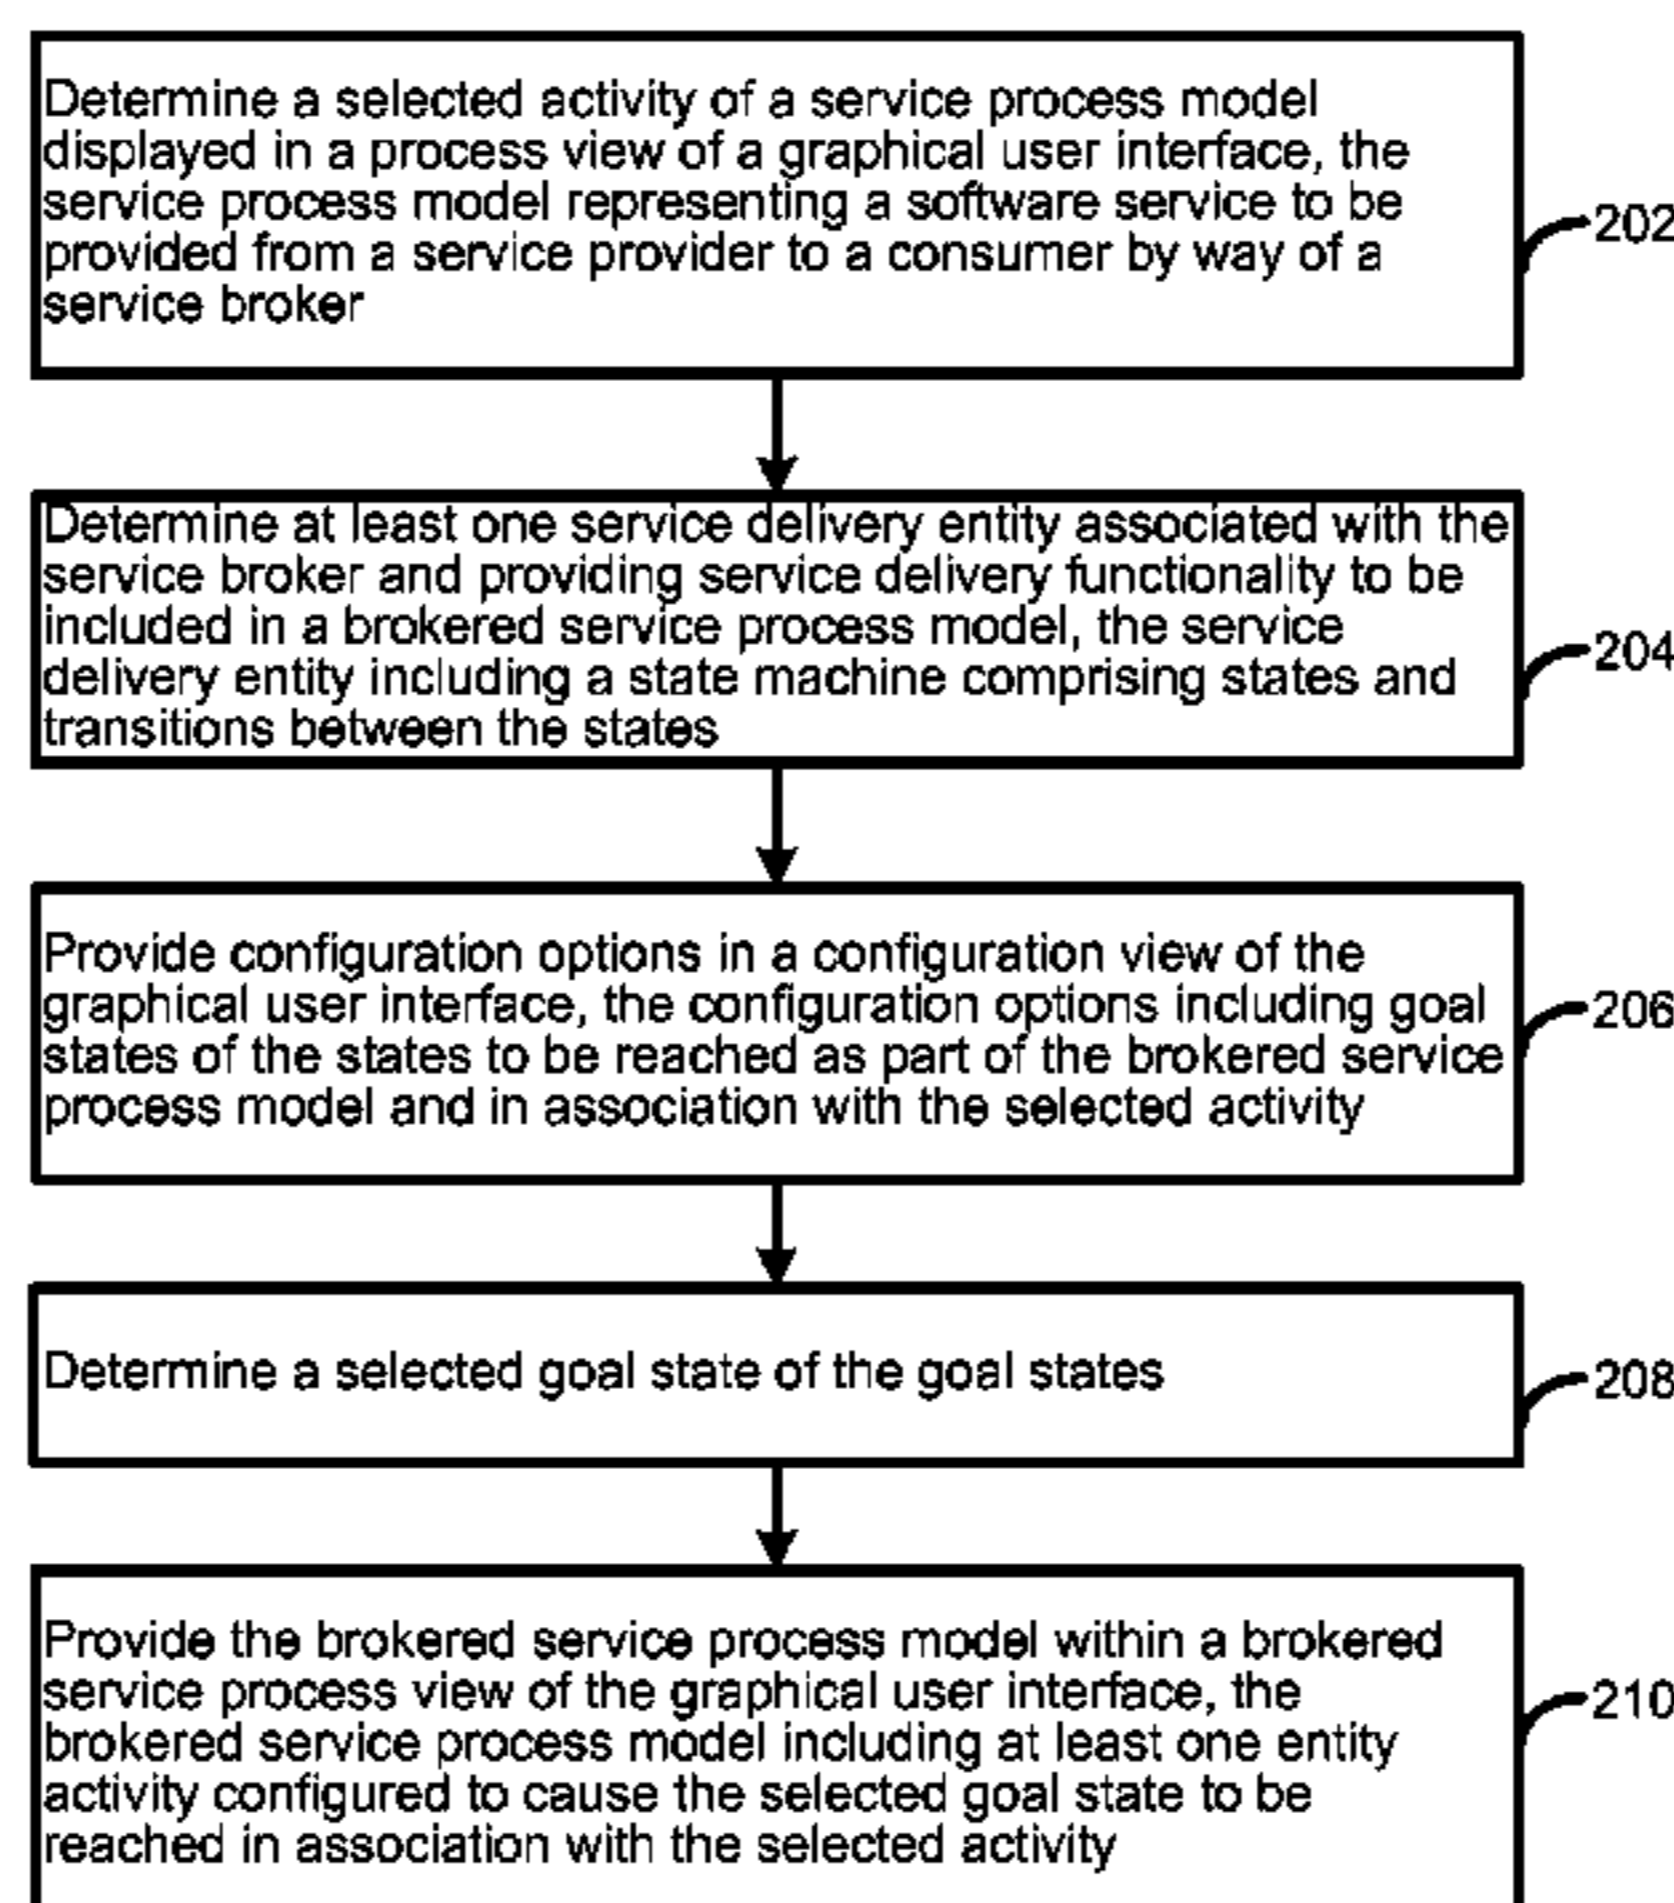 Determine a selected activity of a service process model
displayed in a process view of a graphical user interface, the
service process model representing a software service to be
provided from a service provider to a consumer by way of a
service broker
202
Determine at least one service delivery entity associated with the
service broker and providing service delivery functionality to be
included in a brokered service process model, the service
delivery entity including a state machine comprising states and
transitions between the states
204
Provide configuration options in a configuration view of the
graphical user interface, the configuration options including goal
states of the states to be reached as part of the brokered service
process model and in association with the selected activity
206
Determine a selected goal state of the goal states
208
Provide the brokered service process model within a brokered
service process view of the graphical user interface, the
brokered service process model including at least one entity
activity configured to cause the selected goal state to be
reached in association with the selected activity
210